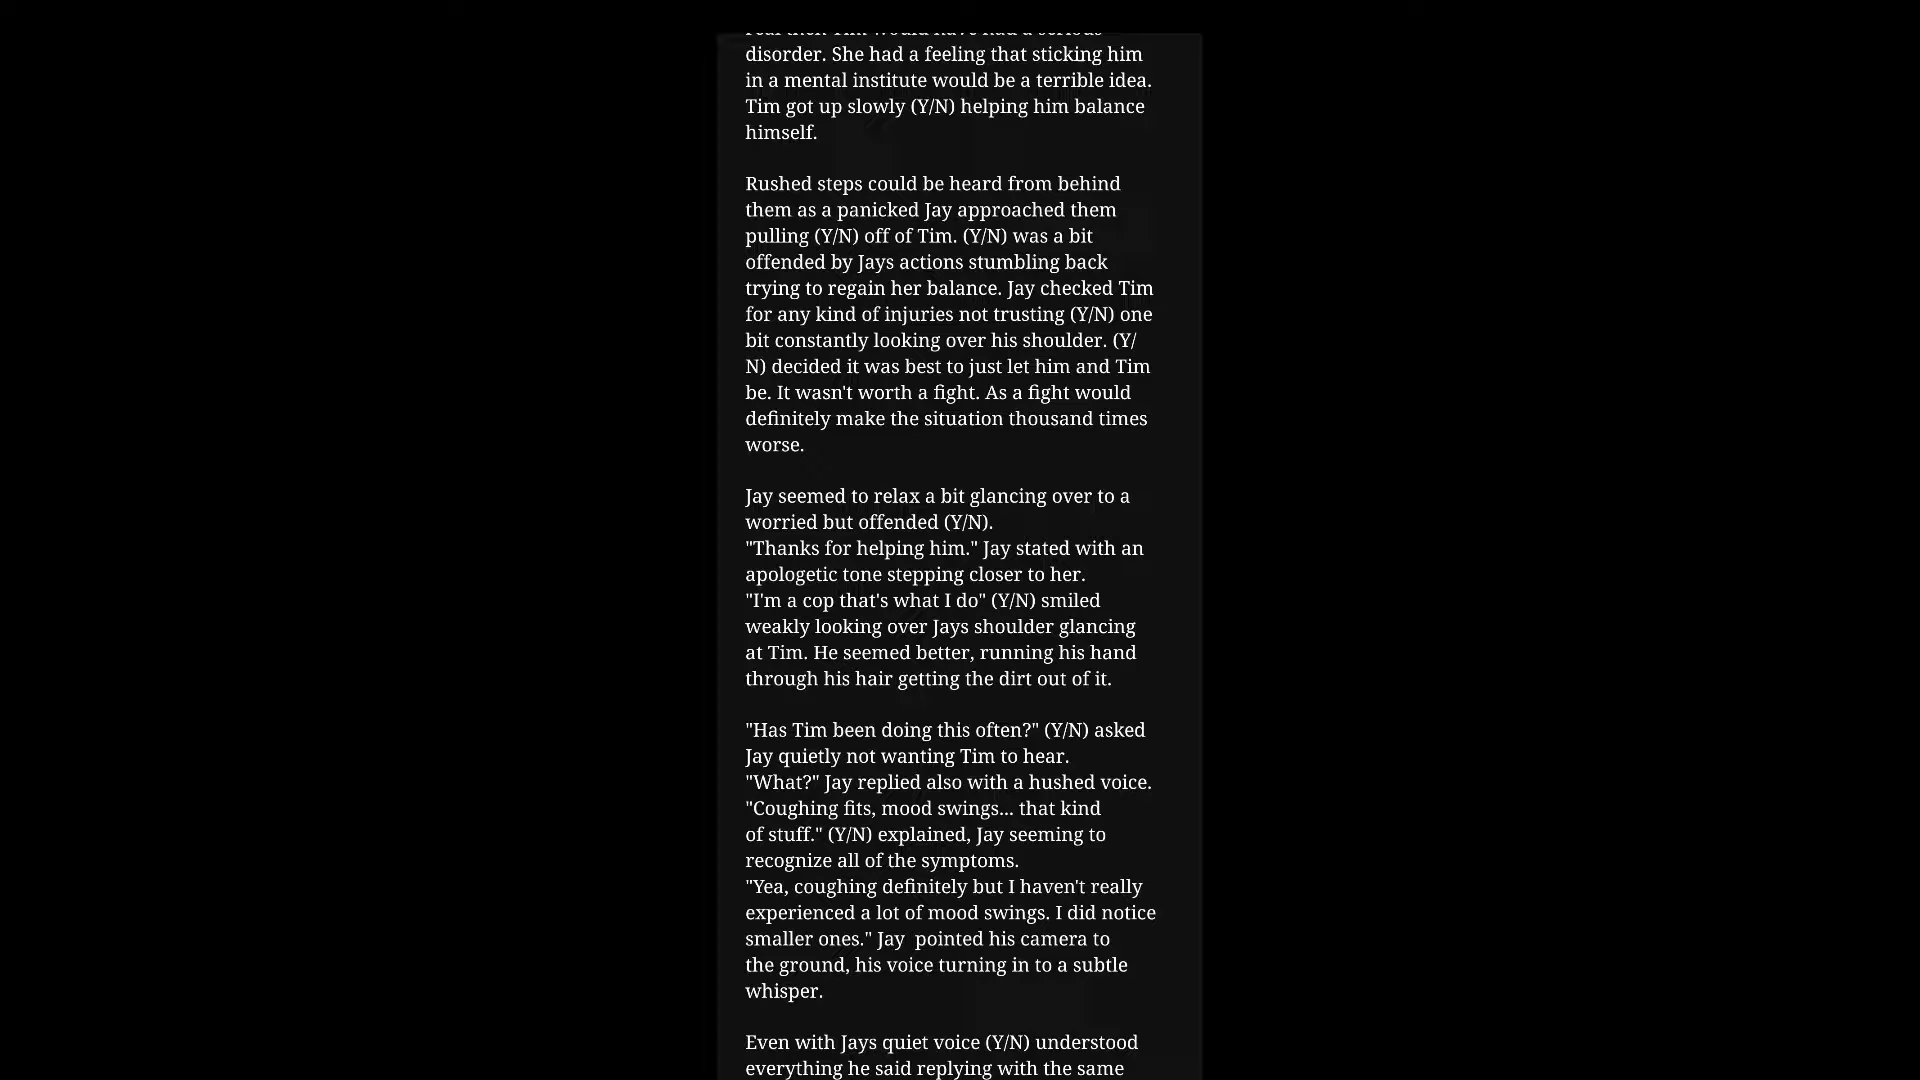 disorder. She had a feeling that sticking him
in a mental institute would be a terrible idea.
Tim got up slowly (Y/N) helping him balance
himself.
Rushed steps could be heard from behind
them as a panicked Jay approached them
pulling (Y/N) off of Tim. (Y/N) was a bit
offended by Jays actions stumbling back
trying to regain her balance. Jay checked Tim
for any kind of injuries not trusting (Y/N) one
bit constantly looking over his shoulder. (Y/
N) decided it was best to just let him and Tim
be. It wasn't worth a fight. As a fight would
definitely make the situation thousand times
worse.
Jay seemed to relax a bit glancing over to a
worried but offended (Y/N).
"Thanks for helping him." Jay stated with an
apologetic tone stepping closer to her.
"I'm a cop that's what I do" (Y/N) smiled
weakly looking over Jays shoulder glancing
at Tim. He seemed better, running his hand
through his hair getting the dirt out of it.
"Has Tim been doing this often?" (Y/N) asked
Jay quietly not wanting Tim to hear.
"What?" Jay replied also with a hushed voice.
"Coughing fits, mood swings... that kind
of stuff." (Y/N) explained, Jay seeming to
recognize all of the symptoms.
"Yea, coughing definitely but I haven't really
experienced a lot of mood swings. I did notice
smaller ones." Jay  pointed his camera to
the ground, his voice turning in to a subtle
whisper.
Even with Jays quiet voice (Y/N) understood
everything he said replying with the same